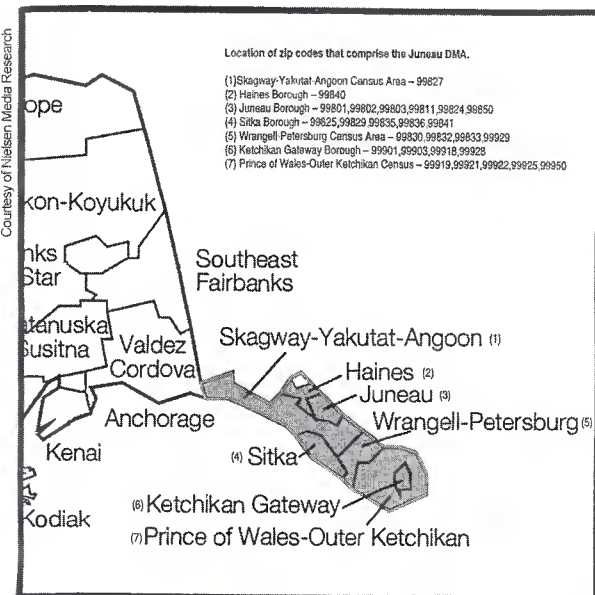 Courtesy of Nielsen Media Research
Location of zip codes that comprise the Juneau DMA.
(1)Skagway-Yakutat-Angoon Census Area – 99827
(2) Haines Borough – 99840
(3) Juneau Borough – 99801,99802,99803,99811,99824,99850
(4) Sitka Borough – 99825,99829,99835,99836,99841
(5) Wrangell-Petersburg Census Area – 99830,99832,99833,99929
(6) Ketchikan Gateway Borough – 99901,99903,99918,99928
(7) Prince of Wales-Outer Ketchikan Census – 99919,99921,99922,99925,99950
ope
kon-Koyukuk
nks
Star
Southeast
Fairbanks
atanuska
Susitna
Valdez
Cordova
Skagway-Yakutat-Angoon (1)
Haines (2)
Juneau (3)
Anchorage
Wrangell-Petersburg (5)
Kenai
(4) Sitka
(6) Ketchikan Gateway
Kodiak
(7) Prince of Wales-Outer Ketchikan